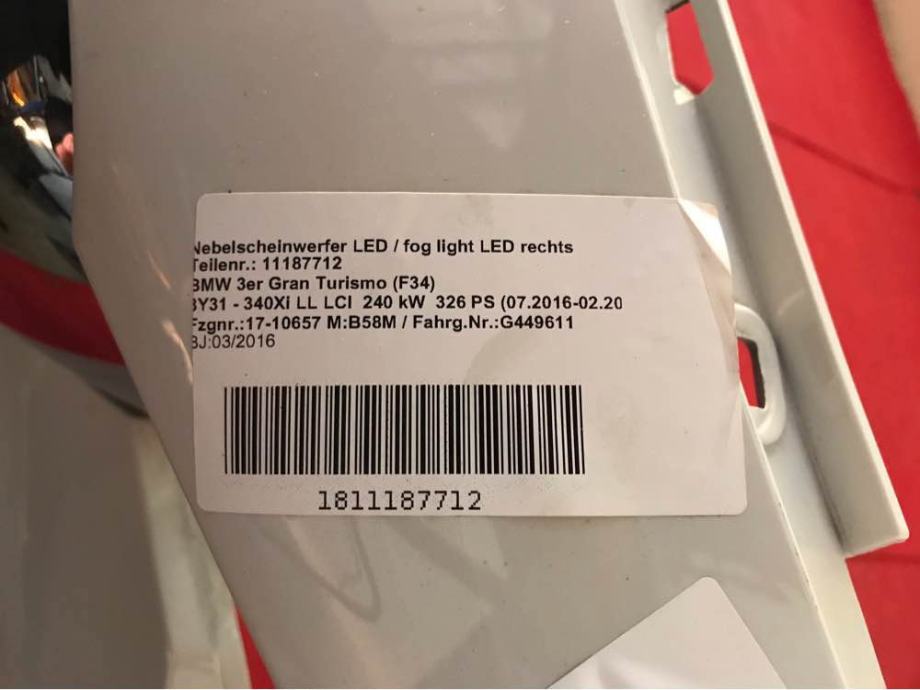 Nebelscheinwerfer LED / fog light LED rechts
Teilenr.: 11187712
BMW 3er Gran Turismo (F34)
8Y31 - 340Xi LL LCI 240 kW 326 PS (07.2016-02.20
Fzgnr.:17-10657 M:B58M / Fahrg.Nr.:G449611
BJ:03/2016
1811187712